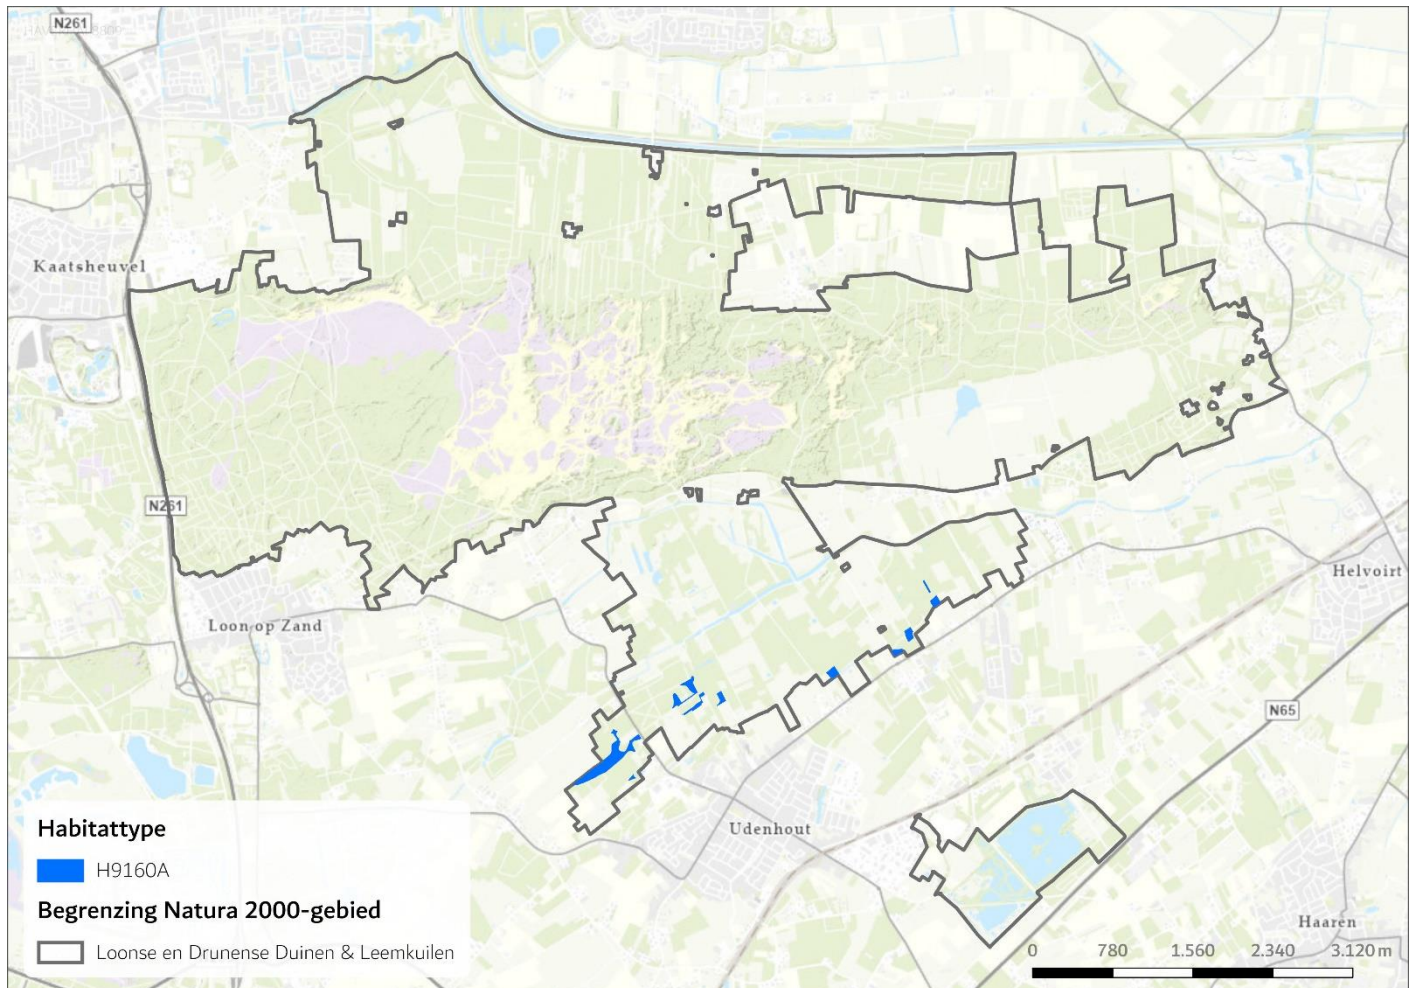 N261
Kaatsheuvel
N261
Loon op Zand
Helvoirt
N65
Udenhout
Haaren
Habitattype
H9160A
Begrenzing Natura 2000-gebied
Loonse en Drunense Duinen & Leemkuilen
0 780 1.560 2.340 3.120 m